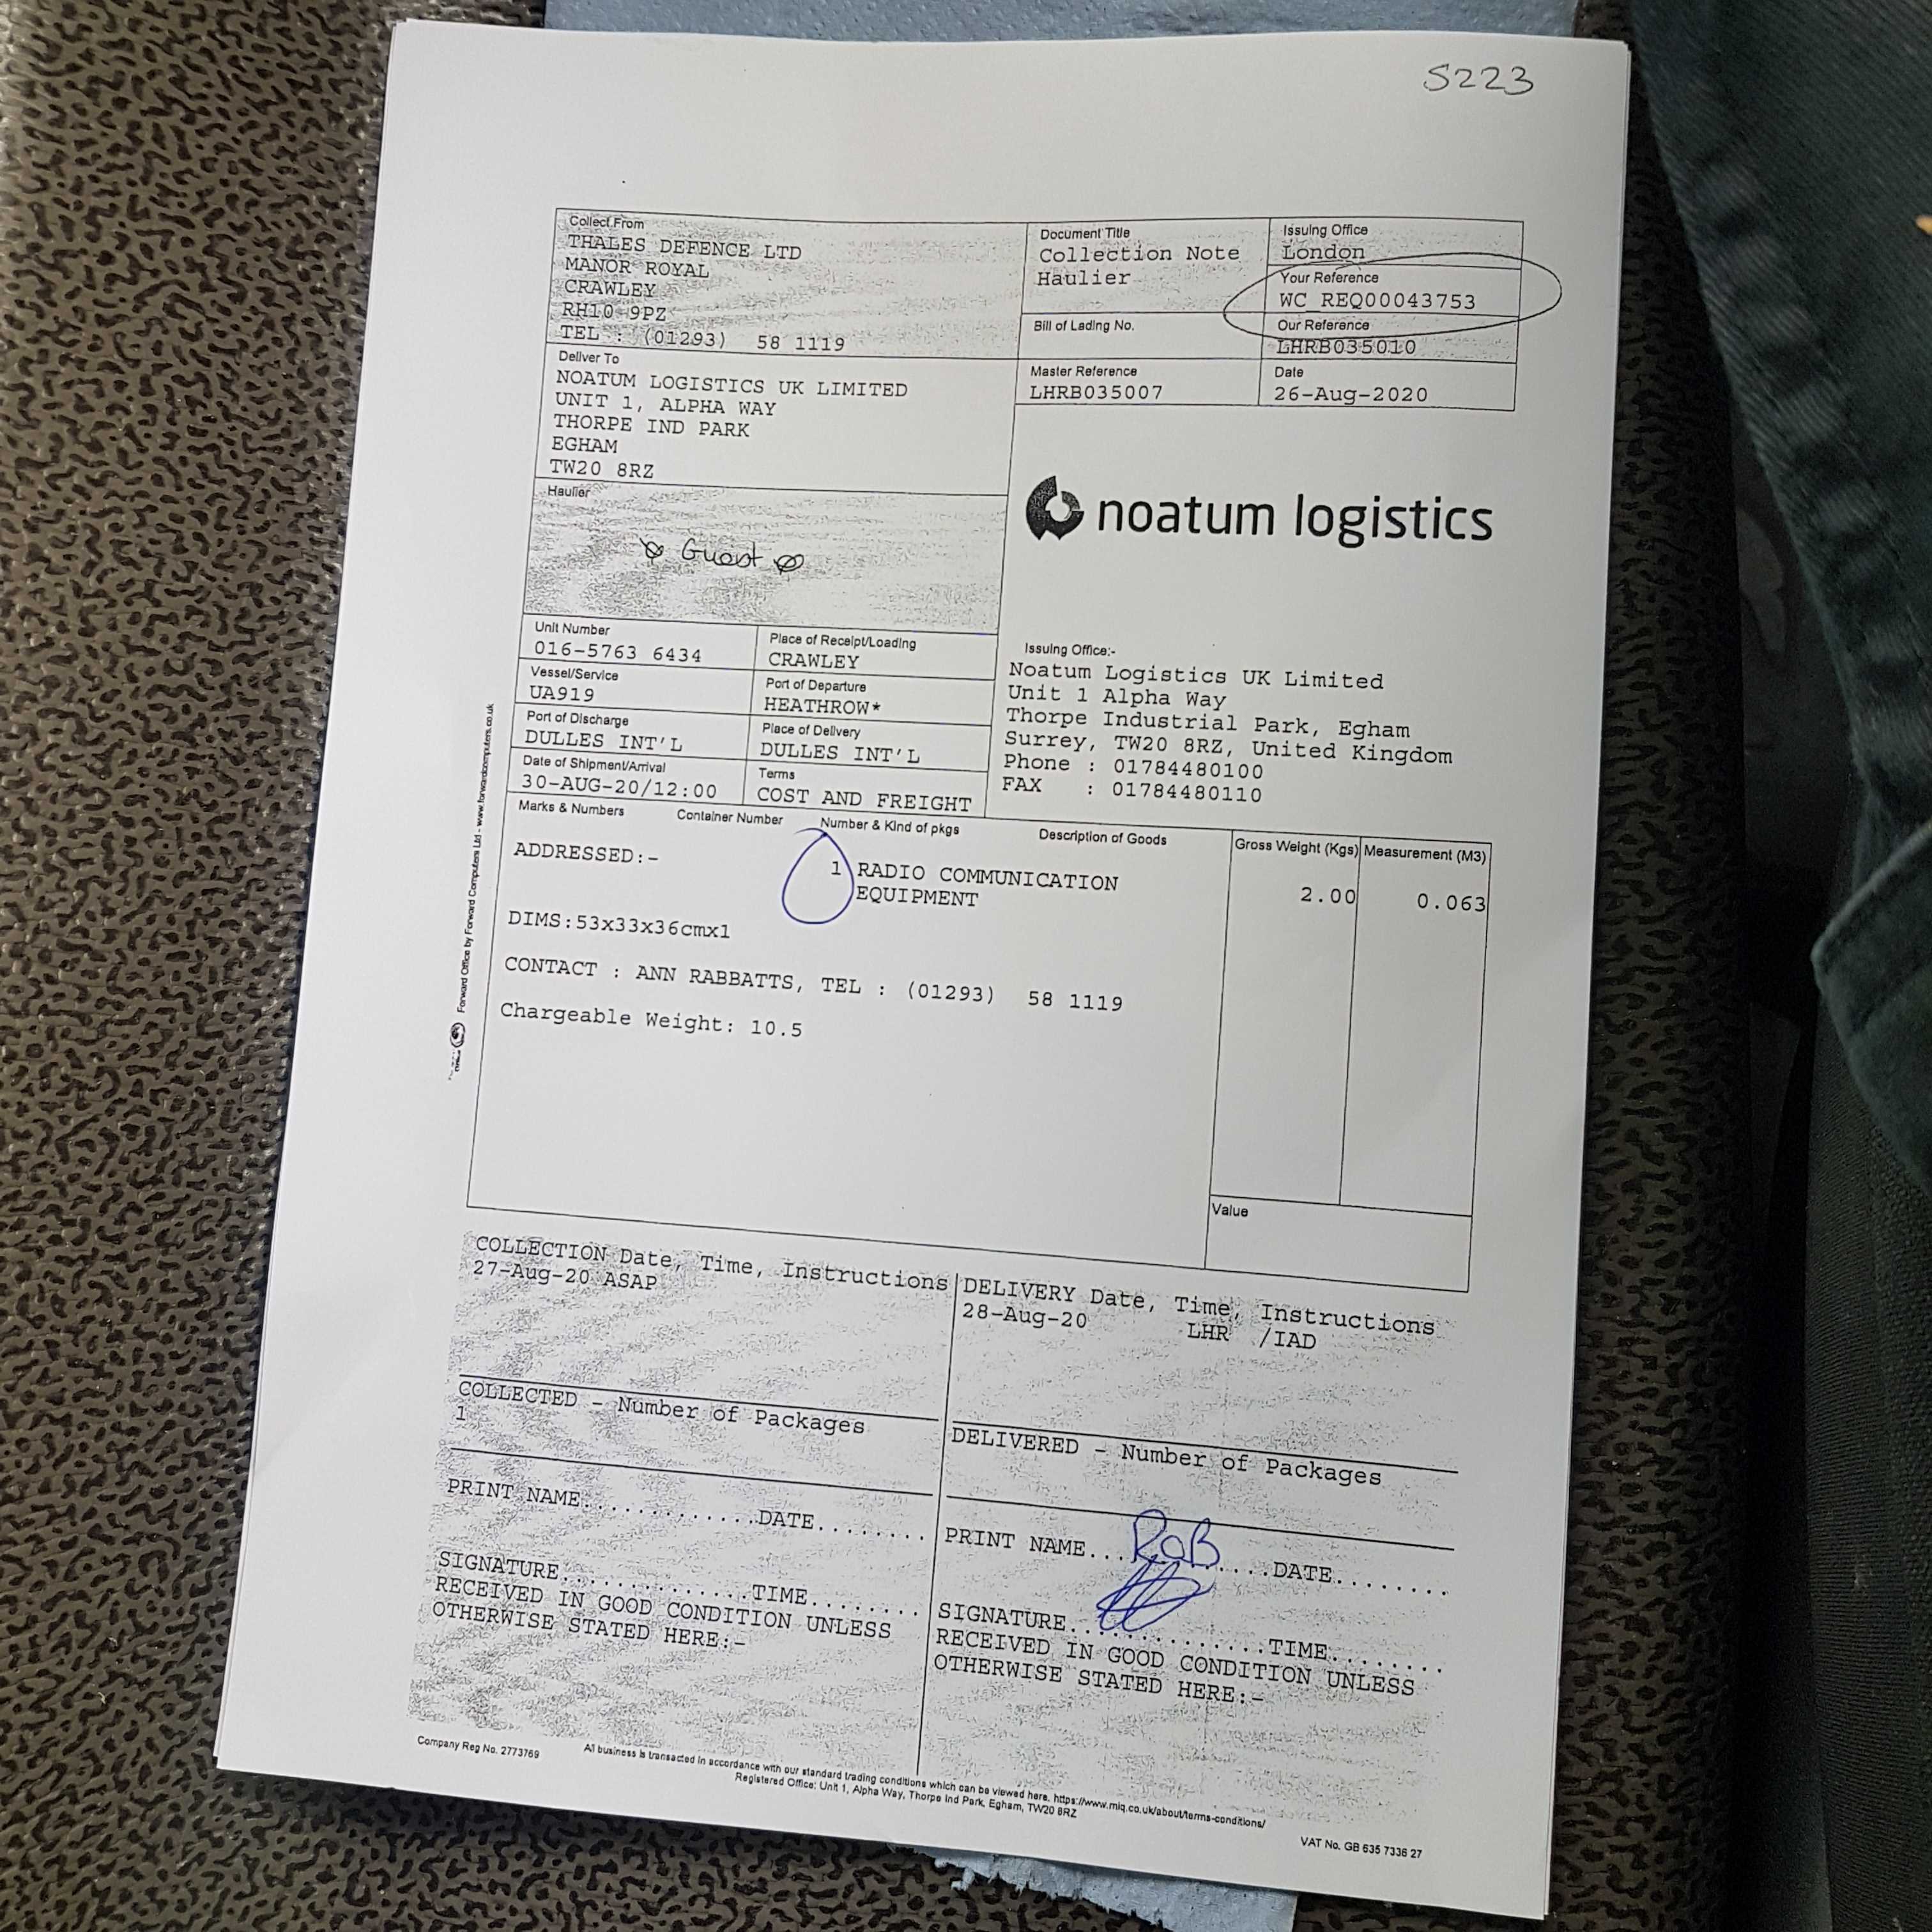 S223
Collect From
THALES DEFENCE LTD
MANOR ROYAL
CRAWLEY
RH10 9PZ
TEL : (01293) 58 1119
Document Title
Collection Note
Haulier
Issuing Office
London
Your Reference
WC_REQ00043753
Bill of Lading No.
Our Reference
LHRB035010
Master Reference
LHRB035007
Date
26-Aug-2020
Deliver To
NOATUM LOGISTICS UK LIMITED
UNIT 1, ALPHA WAY
THORPE IND PARK
EGHAM
TW20 8RZ
Haulier
Guest
noatum logistics
Unit Number
016-5763 6434
Place of Receipt/Loading
CRAWLEY
Vessel/Service
UA919
Port of Departure
HEATHROW*
Port of Discharge
DULLES INT'L
Place of Delivery
DULLES INT'L
Date of Shipment/Arrival
30-AUG-20/12:00
Terms
COST AND FREIGHT
Issuing Office:-
Noatum Logistics UK Limited
Unit 1 Alpha Way
Thorpe Industrial Park, Egham
Surrey, TW20 8RZ, United Kingdom
Phone : 01784480100
FAX : 01784480110
Marks & Numbers Container Number Number & Kind of pkgs Description of Goods Gross Weight (Kgs) Measurement (M3)
ADDRESSED:- 1 RADIO COMMUNICATION 2.00 0.063
EQUIPMENT
DIMS:53x33x36cmx1
CONTACT : ANN RABBATTS, TEL : (01293) 58 1119
Chargeable Weight: 10.5
Value
Forward Office by Forward Computers Ltd - www.forwardcomputers.co.uk
COLLECTION Date, Time, Instructions
27-Aug-20 ASAP
DELIVERY Date, Time, Instructions
28-Aug-20 LHR /IAD
COLLECTED - Number of Packages
1
DELIVERED - Number of Packages
PRINT NAME............DATE........
SIGNATURE..............TIME........
RECEIVED IN GOOD CONDITION UNLESS
OTHERWISE STATED HERE:-
PRINT NAME...RoB....DATE........
SIGNATURE..............TIME........
RECEIVED IN GOOD CONDITION UNLESS
OTHERWISE STATED HERE:-
Company Reg No. 2773769
All business is transacted in accordance with our standard trading conditions which can be viewed here. https://www.miq.co.uk/about/terms-conditions/
Registered Office: Unit 1, Alpha Way, Thorpe Ind Park, Egham, TW20 8RZ
VAT No. GB 635 7336 27